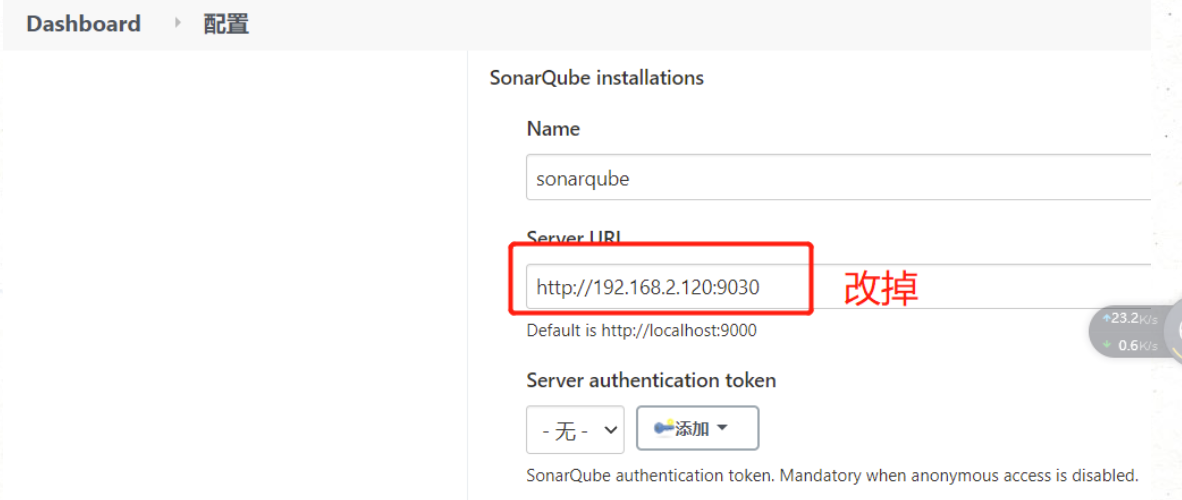 Dashboard 配置
SonarQube installations
Name
sonarqube
Server URL
http://192.168.2.120:9030
改掉
Default is http://localhost:9000
23.2K/s
0.6K/s
Server authentication token
- 无 - 添加
SonarQube authentication token. Mandatory when anonymous access is disabled.